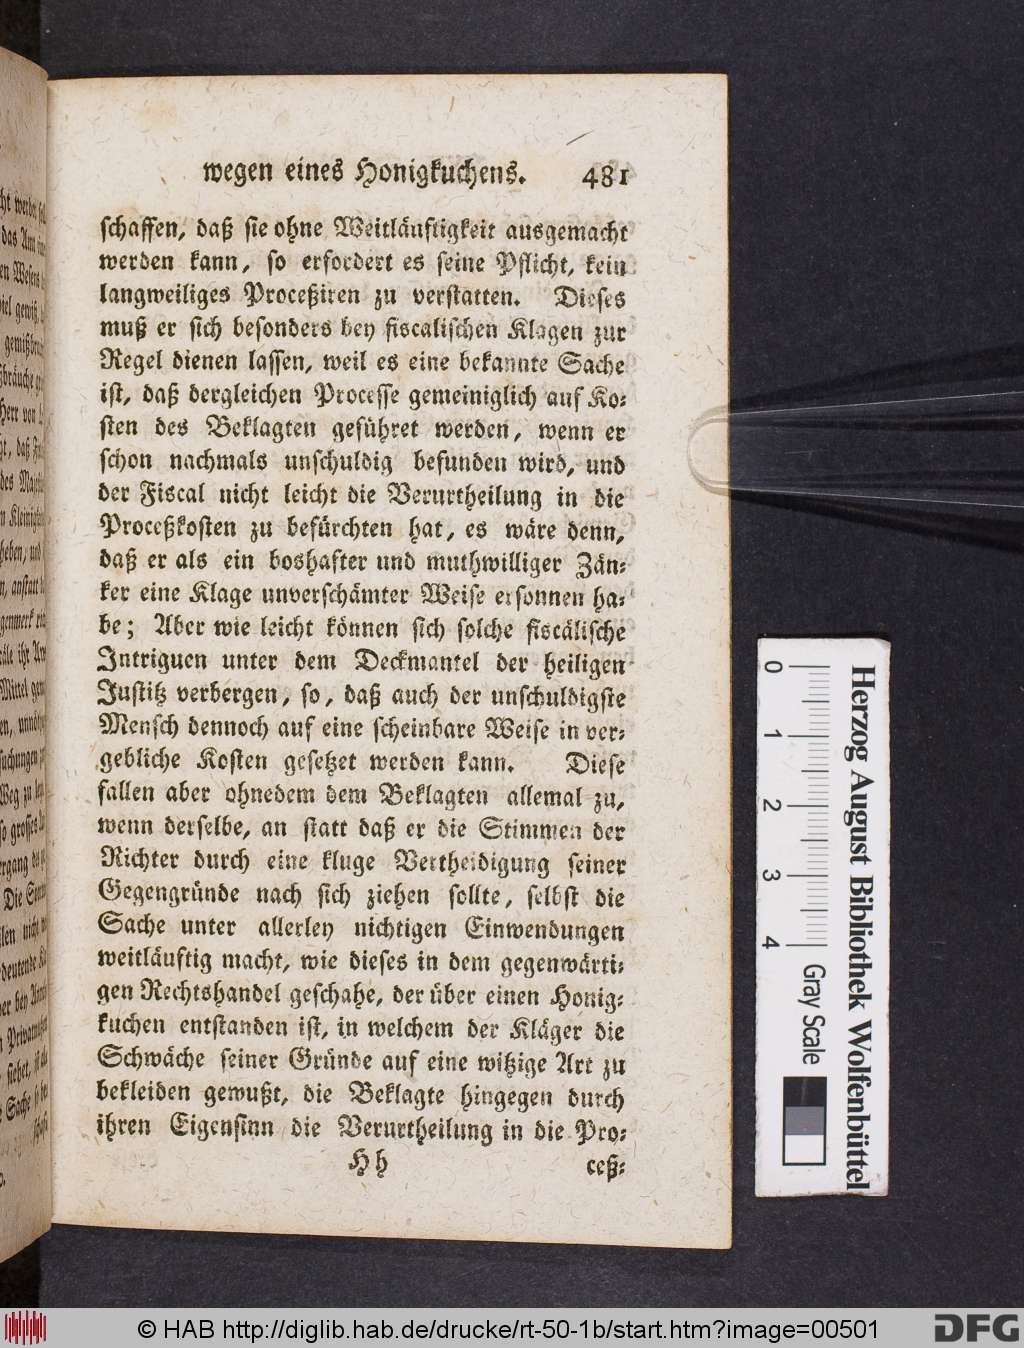 wegen eines Honigkuchens. 481
schaffen, daß sie ohne Weitläuftigkeit ausgemacht
werden kann, so erfordert es seine Pflicht, kein
langweiliges Proceßiren zu verstatten. Dieses
muß er sich besonders bey fiscalischen Klagen zur
Regel dienen lassen, weil es eine bekannte Sache
ist, daß dergleichen Processe gemeiniglich auf Ko⸗
sten des Beklagten geführet werden, wenn er
schon nachmals unschuldig befunden wird, und
der Fiscal nicht leicht die Verurtheilung in die
Proceßkosten zu befürchten hat, es wäre denn,
daß er als ein boshafter und muthwilliger Zän⸗
ker eine Klage unverschämter Weise ersonnen ha⸗
be; Aber wie leicht können sich solche fiscälische
Intriguen unter dem Deckmantel der heiligen
Justitz verbergen, so, daß auch der unschuldigste
Mensch dennoch auf eine scheinbare Weise in ver⸗
gebliche Kosten gesetzet werden kann. Diese
fallen aber ohnedem dem Beklagten allemal zu,
wenn derselbe, an statt daß er die Stimmen der
Richter durch eine kluge Vertheidigung seiner
Gegengründe nach sich ziehen sollte, selbst die
Sache unter allerley nichtigen Einwendungen
weitläuftig macht, wie dieses in dem gegenwärti⸗
gen Rechtshandel geschahe, der über einen Honig⸗
kuchen entstanden ist, in welchem der Kläger die
Schwäche seiner Gründe auf eine witzige Art zu
bekleiden gewußt, die Beklagte hingegen durch
ihren Eigensinn die Verurtheilung in die Pro⸗
Hh ceß⸗
Herzog August Bibliothek Wolfenbüttel
0 1 2 3 4 Gray Scale
© HAB http://diglib.hab.de/drucke/rt-50-1b/start.htm?image=00501
DFG